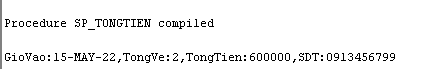 Procedure SP_TONGTIEN compiled
GioVao:15-MAY-22,TongVe:2,TongTien:600000,SDT:0913456799